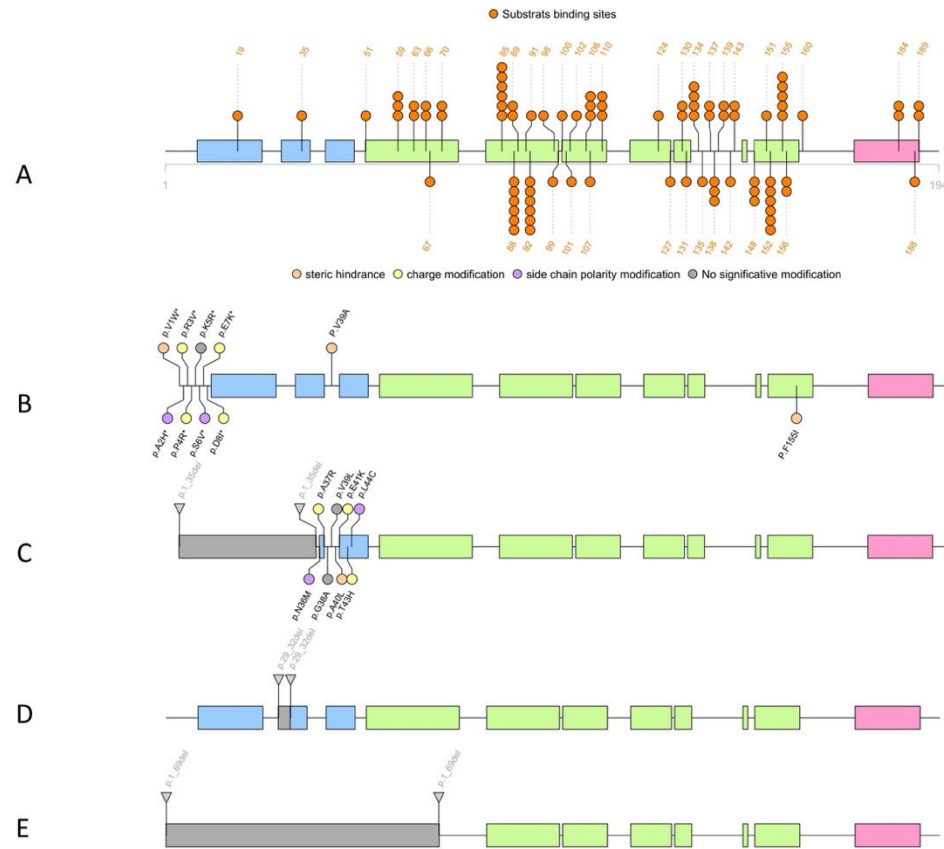 Substrats binding sites
19 35 51 59 63 66 70 85 89 91 98 100 102 106 110 124 130 134 137 139 143 151 155 160 184 189
A
1 194
67 88 92 99 101 107 127 131 135 138 142 148 152 156 188
steric hindrance charge modification side chain polarity modification No significative modification
p.V1W* p.R3V* p.K5R* p.E7K* P.V39A
B
p.A2H* p.P4R* p.S6V* p.D8I* P.F155I
p.1_35del p.1_35del p.A37R p.V39L p.E41K p.L44C
C
p.N36M p.G38A p.A40L p.T43H
p.29_32del p.29_32del
D
p.1_69del p.1_69del
E